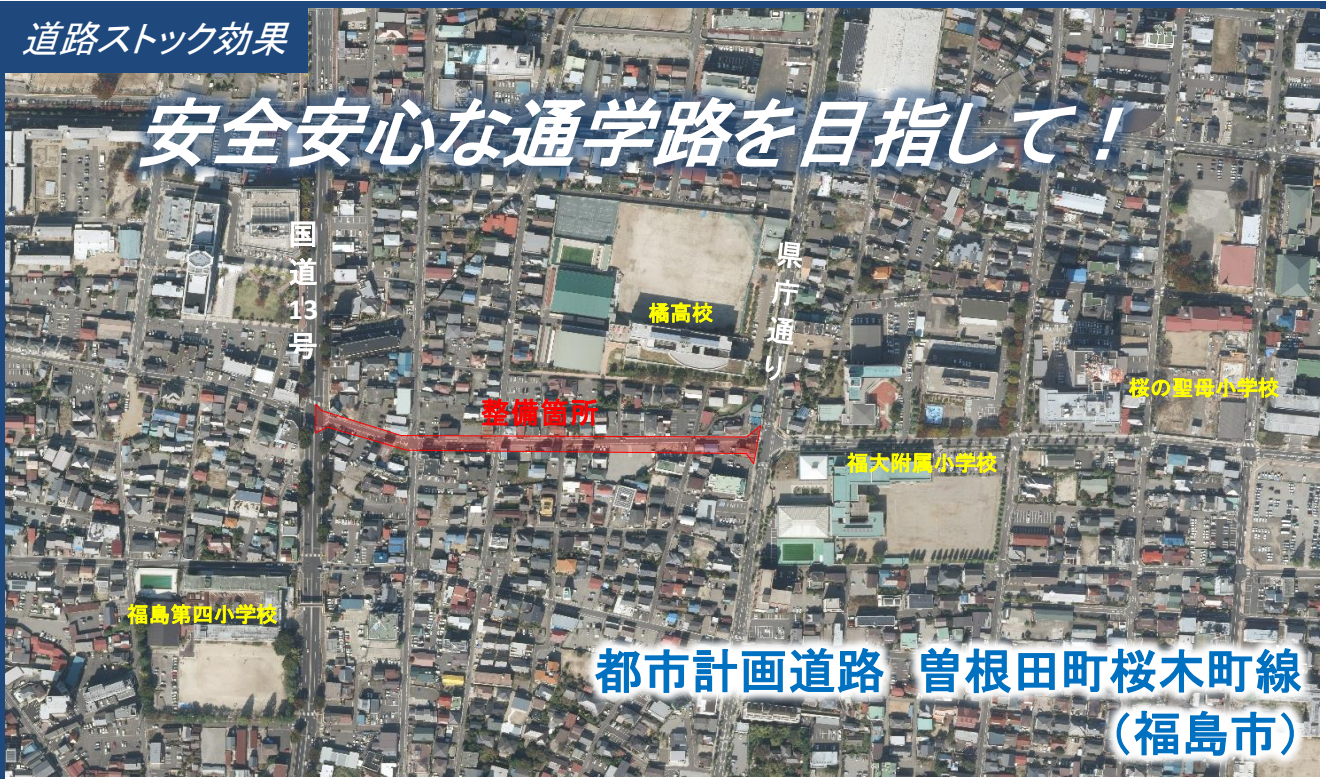 道路ストック効果
安全安心な通学路を目指して！
国道13号
県庁通り
橘高校
桜の聖母小学校
整備箇所
福大附属小学校
福島第四小学校
都市計画道路　曽根田町桜木町線
（福島市）